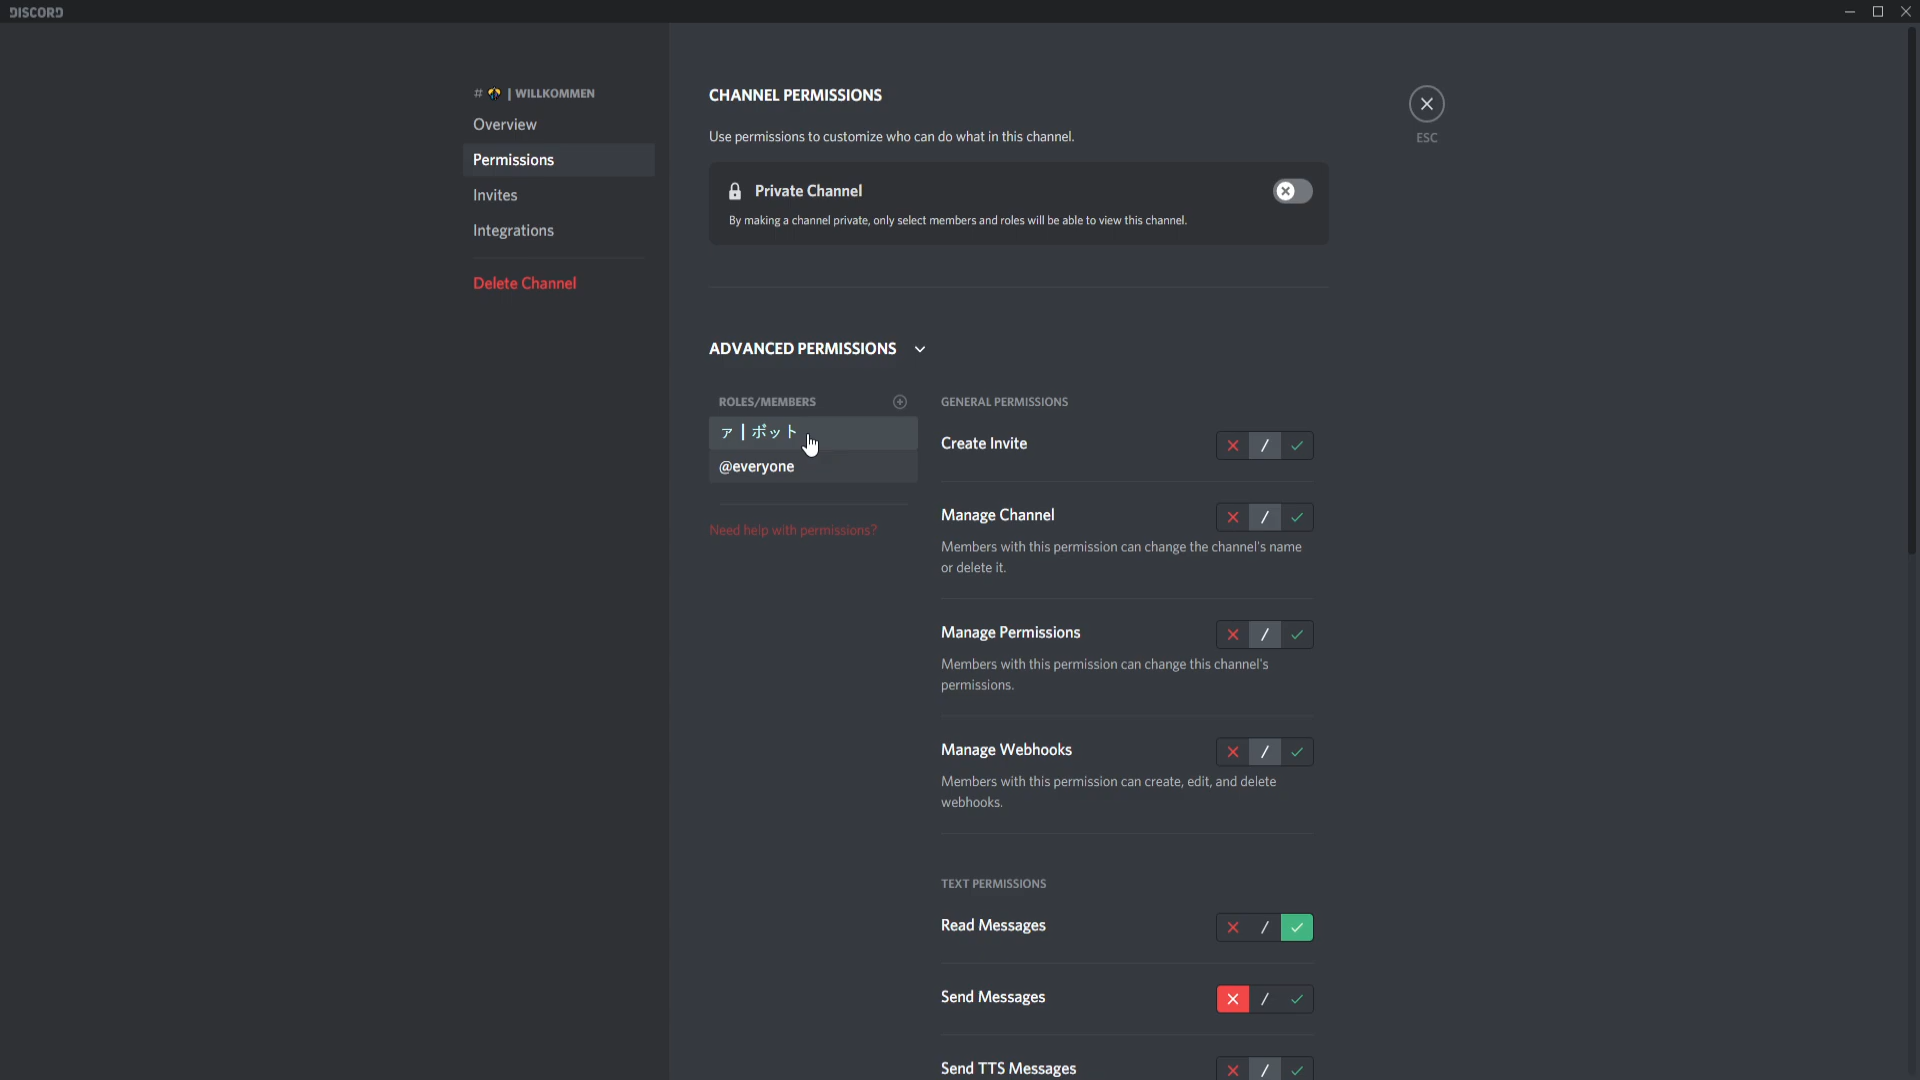 DISCORD
# | WILLKOMMEN
Overview
Permissions
Invites
Integrations
Delete Channel
CHANNEL PERMISSIONS
Use permissions to customize who can do what in this channel.
Private Channel
By making a channel private, only select members and roles will be able to view this channel.
ESC
ADVANCED PERMISSIONS
ROLES/MEMBERS
ァ | ボット
@everyone
Need help with permissions?
GENERAL PERMISSIONS
Create Invite
Manage Channel
Members with this permission can change the channel's name
or delete it.
Manage Permissions
Members with this permission can change this channel's
permissions.
Manage Webhooks
Members with this permission can create, edit, and delete
webhooks.
TEXT PERMISSIONS
Read Messages
Send Messages
Send TTS Messages